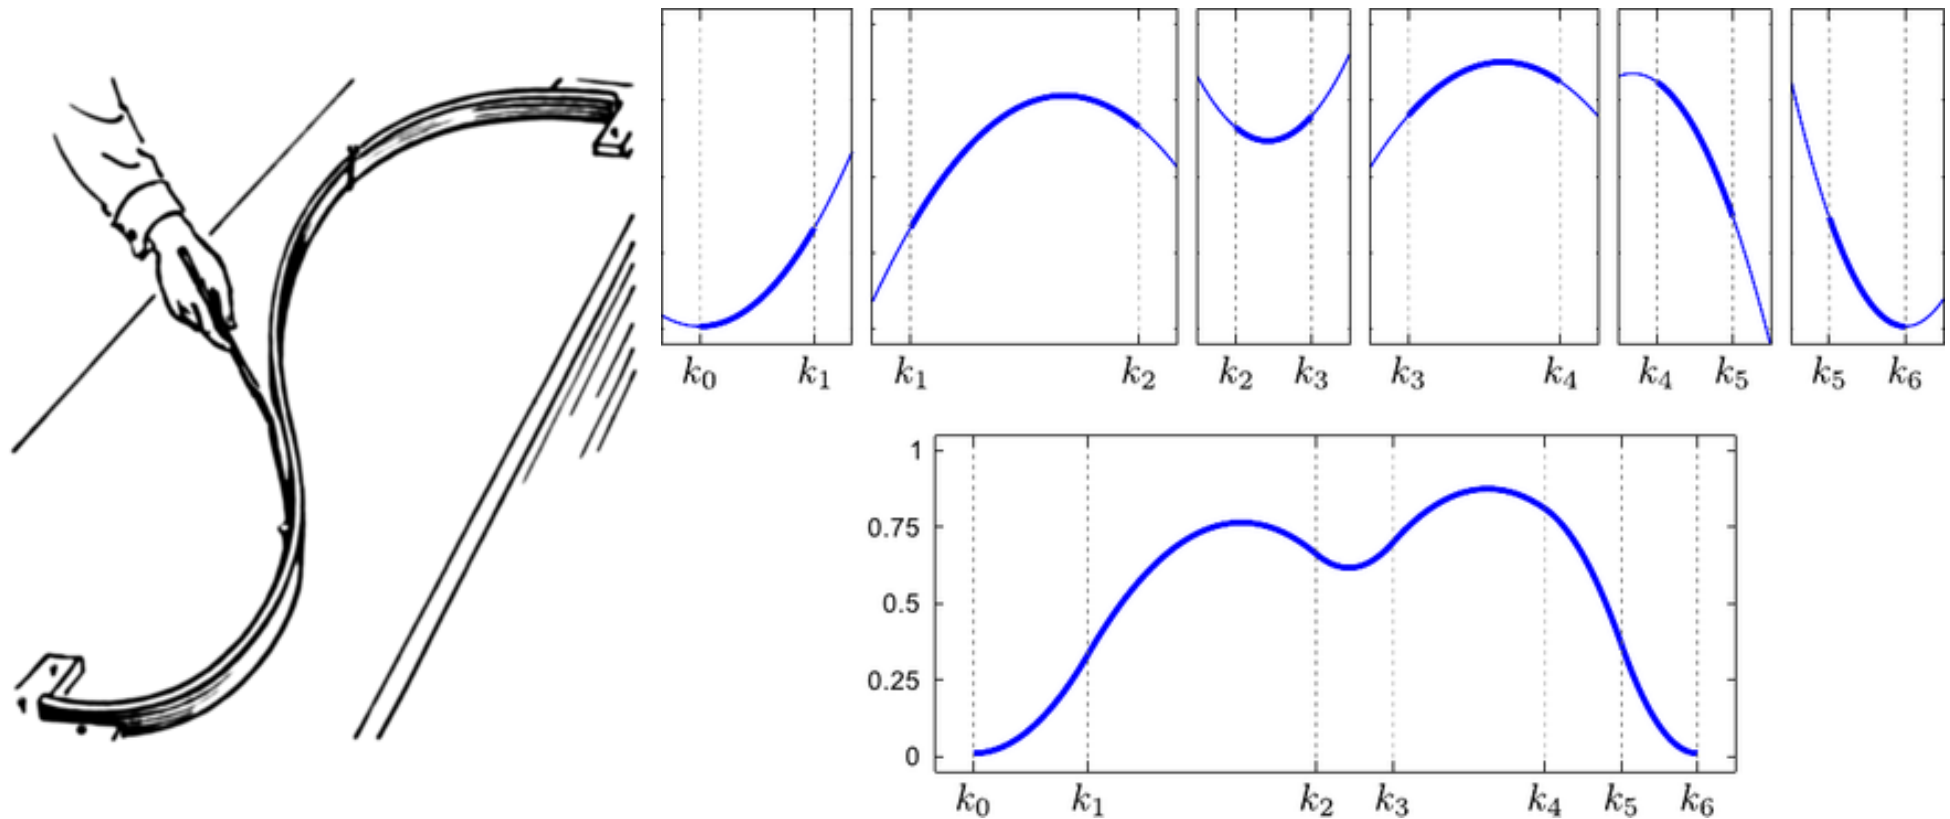 k₀ k₁ k₁ k₂ k₂ k₃ k₃ k₄ k₄ k₅ k₅ k₆
1
0.75
0.5
0.25
0
k₀ k₁ k₂ k₃ k₄ k₅ k₆